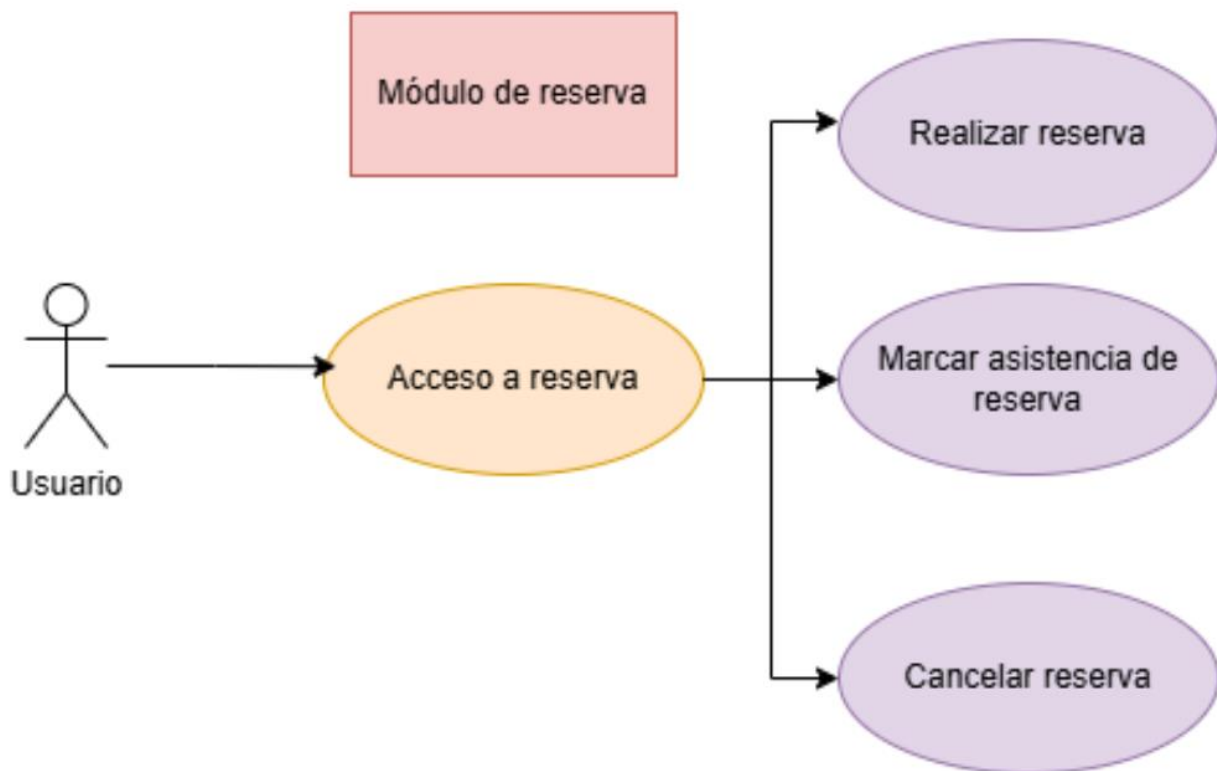 Módulo de reserva
Realizar reserva
Acceso a reserva
Marcar asistencia de
reserva
Usuario
Cancelar reserva